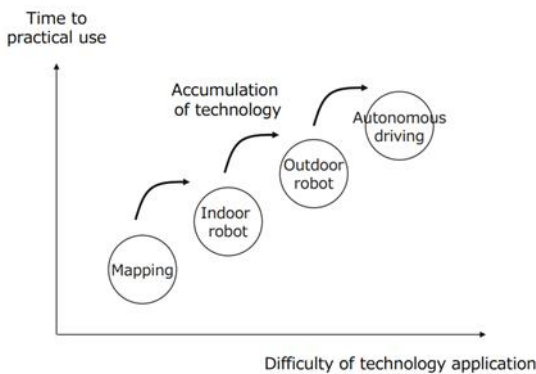 Time to
practical use
Accumulation
of technology
Autonomous
driving
Outdoor
robot
Indoor
robot
Mapping
Difficulty of technology application